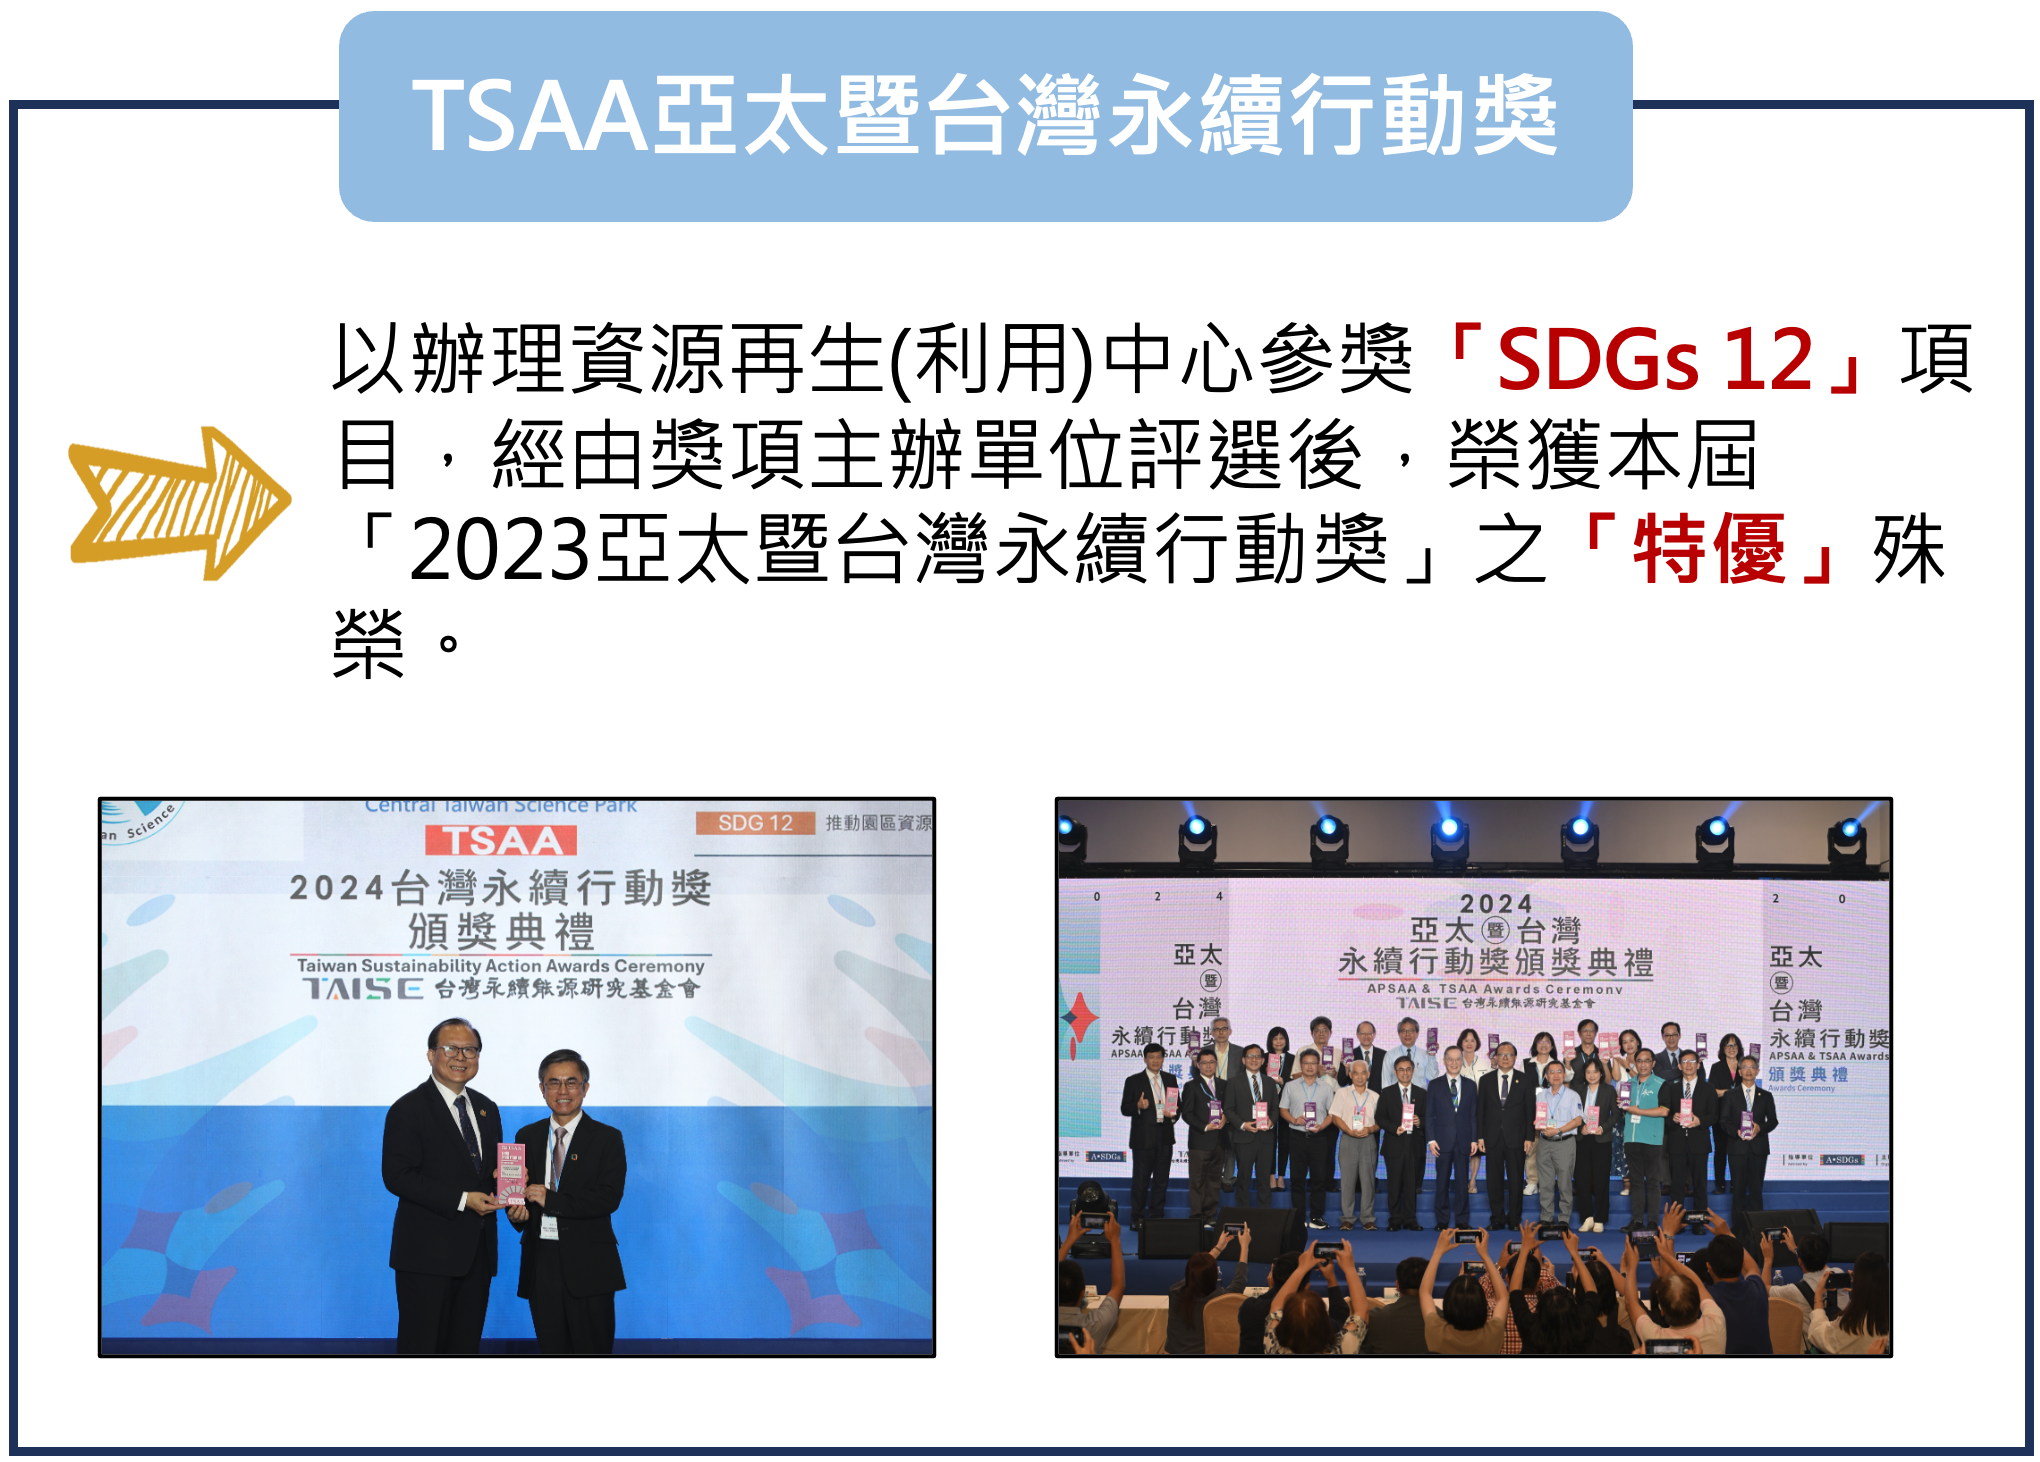 TSAA亞太暨台灣永續行動獎
以辦理資源再生(利用)中心參獎「SDGs 12」項
目，經由獎項主辦單位評選後，榮獲本屆
「2023亞太暨台灣永續行動獎」之「特優」殊
榮。
an Science
Central Taiwan Science Park
SDG 12 推動園區資源
TSAA
2024台灣永續行動獎
頒獎典禮
Taiwan Sustainability Action Awards Ceremony
TAISE 台灣永續能源研究基金會
0 2 4
2024
亞太暨台灣
永續行動獎頒獎典禮
APSAA & TSAA Awards Ceremony
TAISE 台灣永續能源研究基金會
亞太
暨
台灣
永續行動獎
2 0
亞太
暨
台灣
永續行動獎
APSAA & TSAA Awards
頒獎典禮
Awards Ceremony
A•SDGs
指導單位
A•SDGs